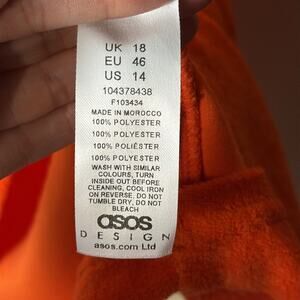 UK 18
EU 46
US 14
104378438
F103434
MADE IN MOROCCO
100% POLYESTER
100% POLYESTER
100% POLIÉSTER
100% POLYESTER
WASH WITH SIMILAR
COLOURS, TURN
INSIDE OUT BEFORE
CLEANING, COOL IRON
ON REVERSE. DO NOT
TUMBLE DRY, DO NOT
BLEACH
asos
DESIGN
asos.com Ltd